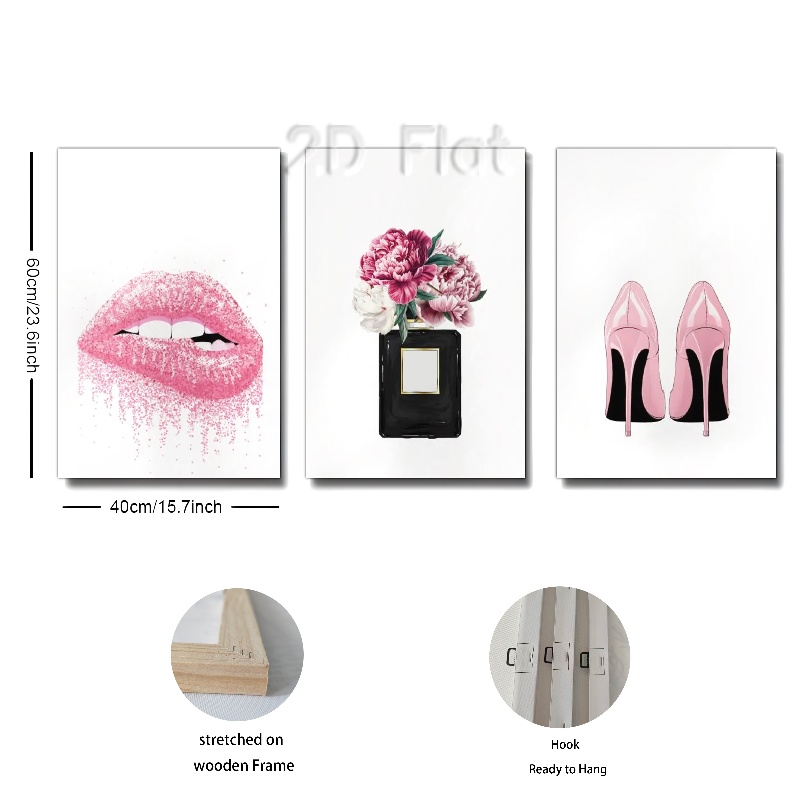 2D Flat
60cm/23.6inch
40cm/15.7inch
stretched on
wooden Frame
Hook
Ready to Hang